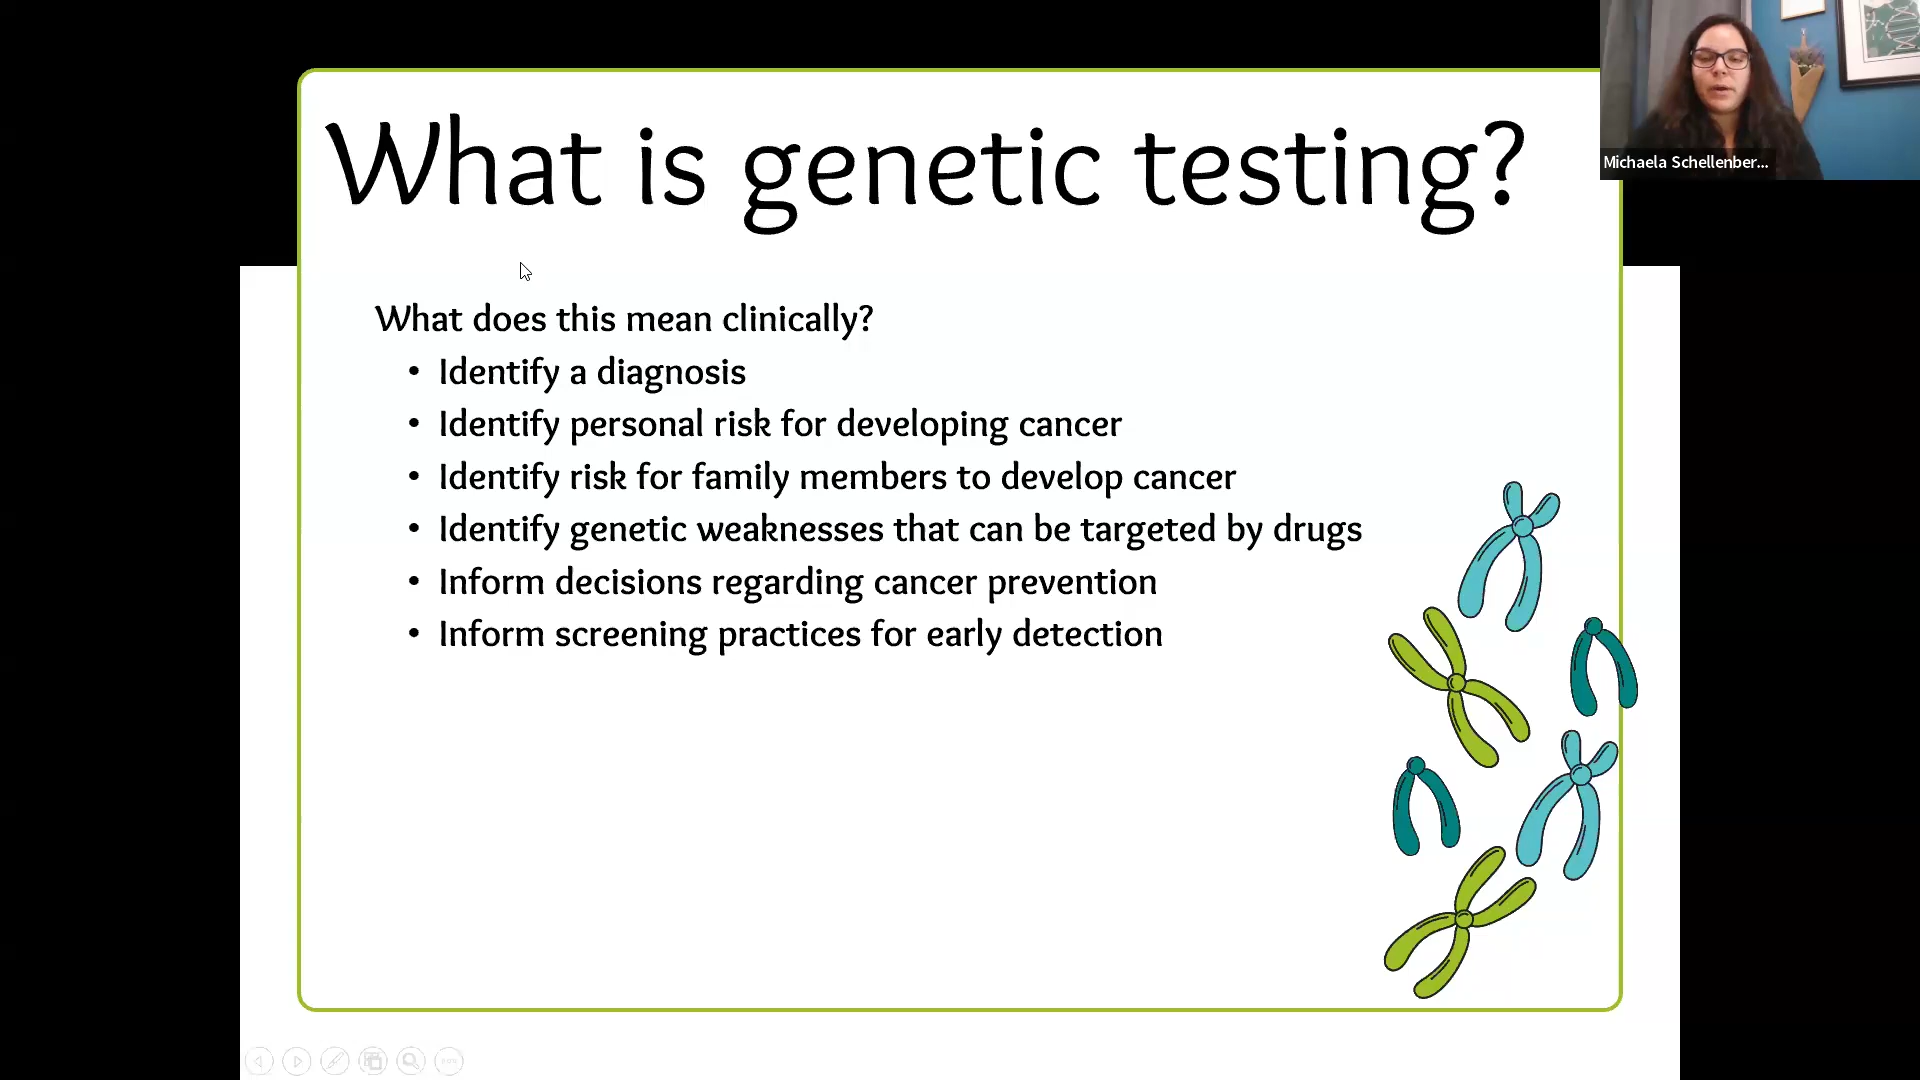 What is genetic testing?
Michaela Schellenber...
What does this mean clinically?
• Identify a diagnosis
• Identify personal risk for developing cancer
• Identify risk for family members to develop cancer
• Identify genetic weaknesses that can be targeted by drugs
• Inform decisions regarding cancer prevention
• Inform screening practices for early detection